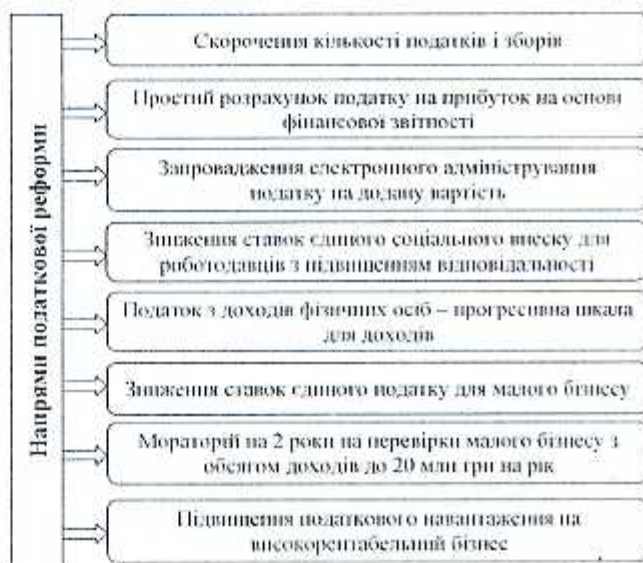 Напрями податкової реформи
Скорочення кількості податків і зборів
Простий розрахунок податку на прибуток на основі
фінансової звітності
Запровадження електронного адміністрування
податку на додану вартість
Зниження ставок єдиного соціального внеску для
роботодавців з підвищенням відповідальності
Податок з доходів фізичних осіб – прогресивна шкала
для доходів
Зниження ставок єдиного податку для малого бізнесу
Мораторій на 2 роки на перевірки малого бізнесу з
обсягом доходів до 20 млн грн на рік
Підвищення податкового навантаження на
високорентабельний бізнес